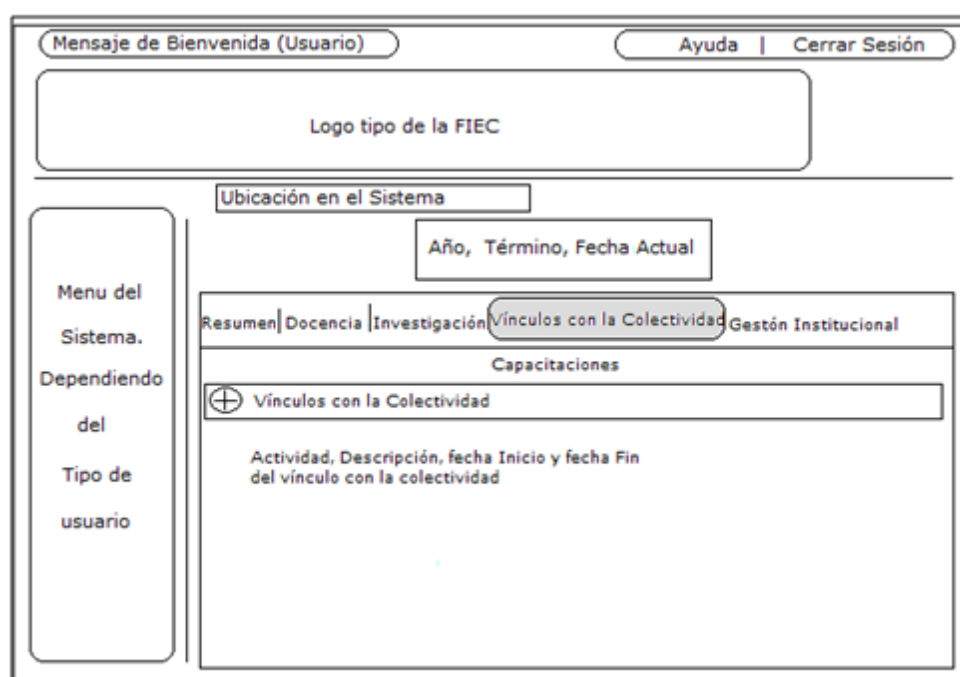 Mensaje de Bienvenida (Usuario)
Ayuda | Cerrar Sesión
Logo tipo de la FIEC
Ubicación en el Sistema
Año, Término, Fecha Actual
Menu del
Sistema.
Dependiendo
del
Tipo de
usuario
Resumen Docencia Investigación Vínculos con la Colectividad Gestón Institucional
Capacitaciones
Vínculos con la Colectividad
Actividad, Descripción, fecha Inicio y fecha Fin
del vínculo con la colectividad